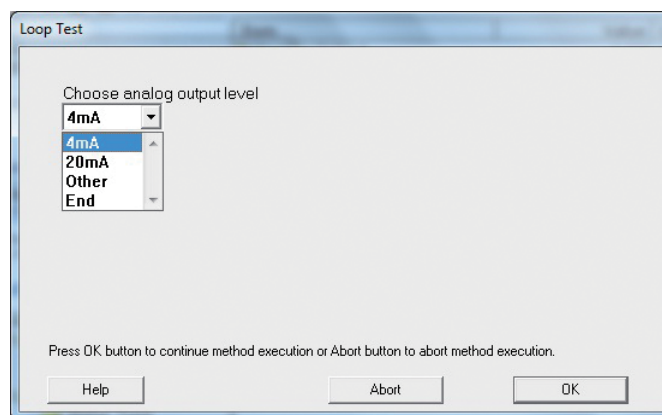 Loop Test
Choose analog output level
4mA
4mA
20mA
Other
End
Press OK button to continue method execution or Abort button to abort method execution.
Help
Abort
OK